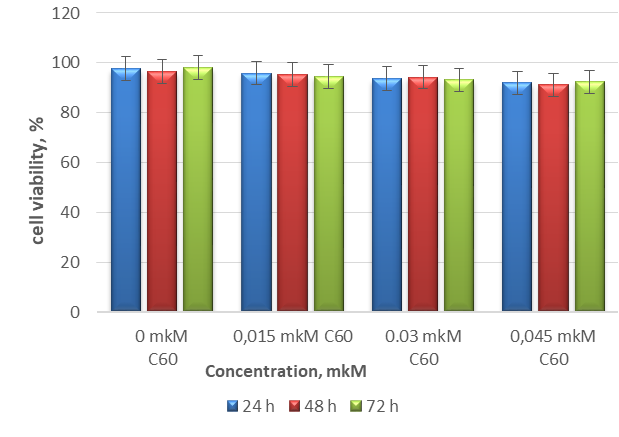 120
100
80
60
40
20
0
cell viability, %
0 mkM
C60
0,015 mkM C60
0.03 mkM
C60
0,045 mkM
C60
Concentration, mkM
24 h 48 h 72 h